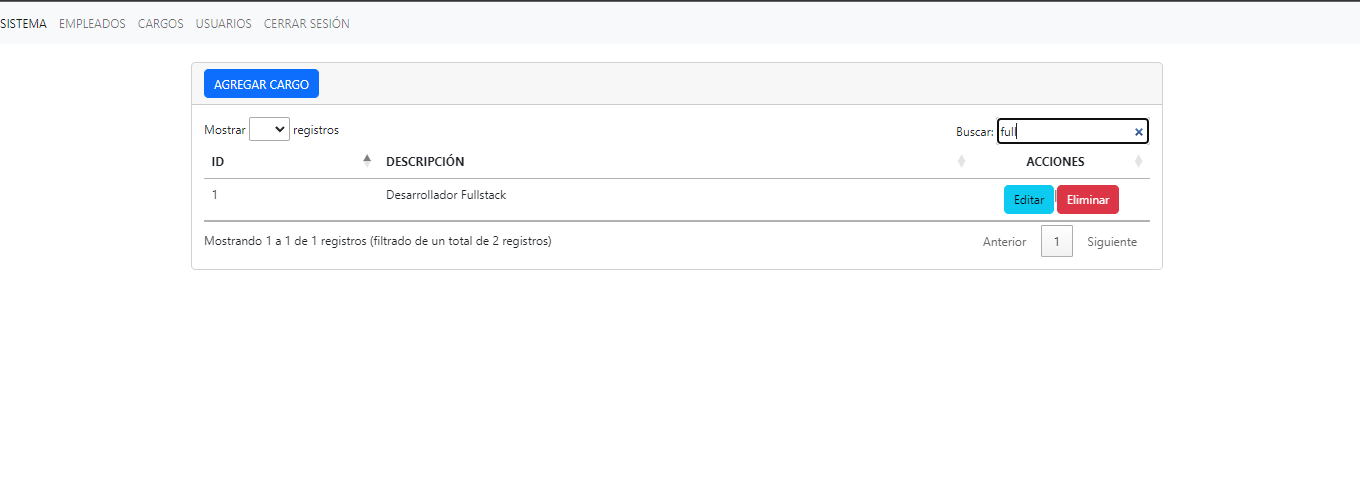 SISTEMA EMPLEADOS CARGOS USUARIOS CERRAR SESIÓN
AGREGAR CARGO
Mostrar registros Buscar: full
ID DESCRIPCIÓN ACCIONES
1 Desarrollador Fullstack Editar | Eliminar
Mostrando 1 a 1 de 1 registros (filtrado de un total de 2 registros) Anterior 1 Siguiente